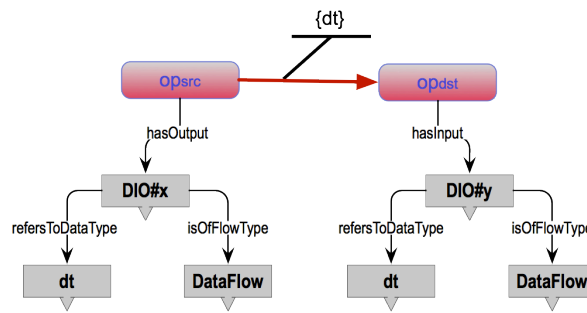 {dt}
opsrc
opdst
hasOutput
hasInput
DIO#x
DIO#y
refersToDataType
isOfFlowType
refersToDataType
isOfFlowType
dt
DataFlow
dt
DataFlow